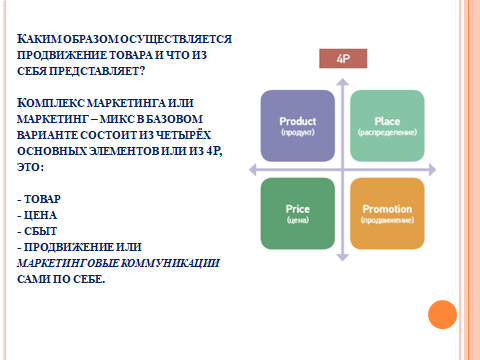 Каким образом осуществляется
продвижение товара и что из
себя представляет?
Комплекс маркетинга или
маркетинг – микс в базовом
варианте состоит из четырёх
основных элементов или из 4P,
это:
- товар
- цена
- сбыт
- продвижение или
маркетинговые коммуникации
сами по себе.
4P
Product
(продукт)
Place
(распределение)
Price
(цена)
Promotion
(продвижнение)